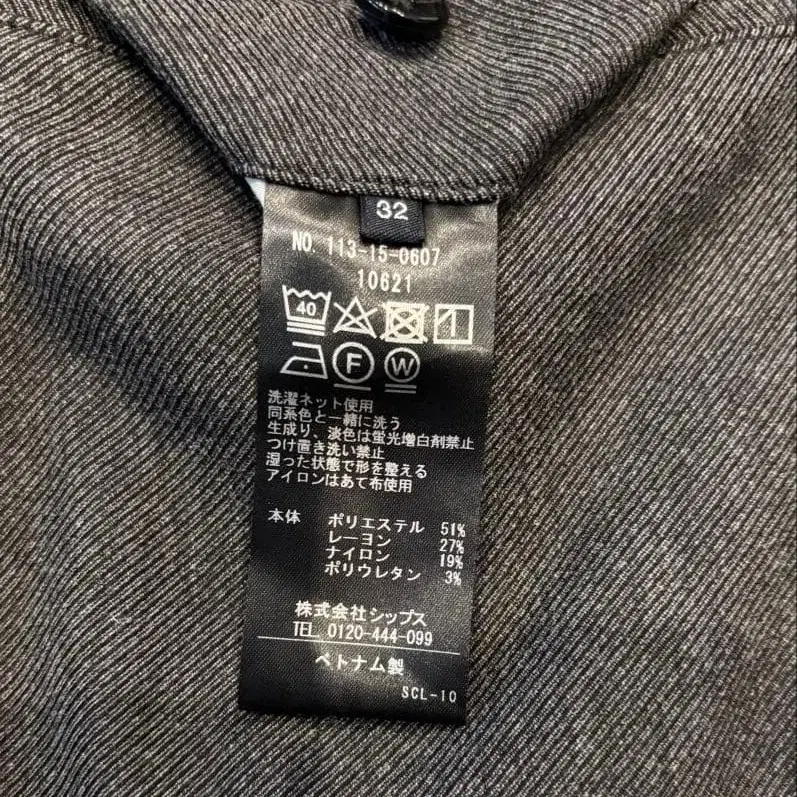 32
NO. 113-15-0607
10621
40
F W
洗濯ネット使用
同系色と一緒に洗う
生成り、淡色は蛍光増白剤禁止
つけ置き洗い禁止
湿った状態で形を整える
アイロンはあて布使用
本体 ポリエステル 51%
レーヨン 27%
ナイロン 19%
ポリウレタン 3%
株式会社シップス
TEL 0120-444-099
ベトナム製
SCL-10